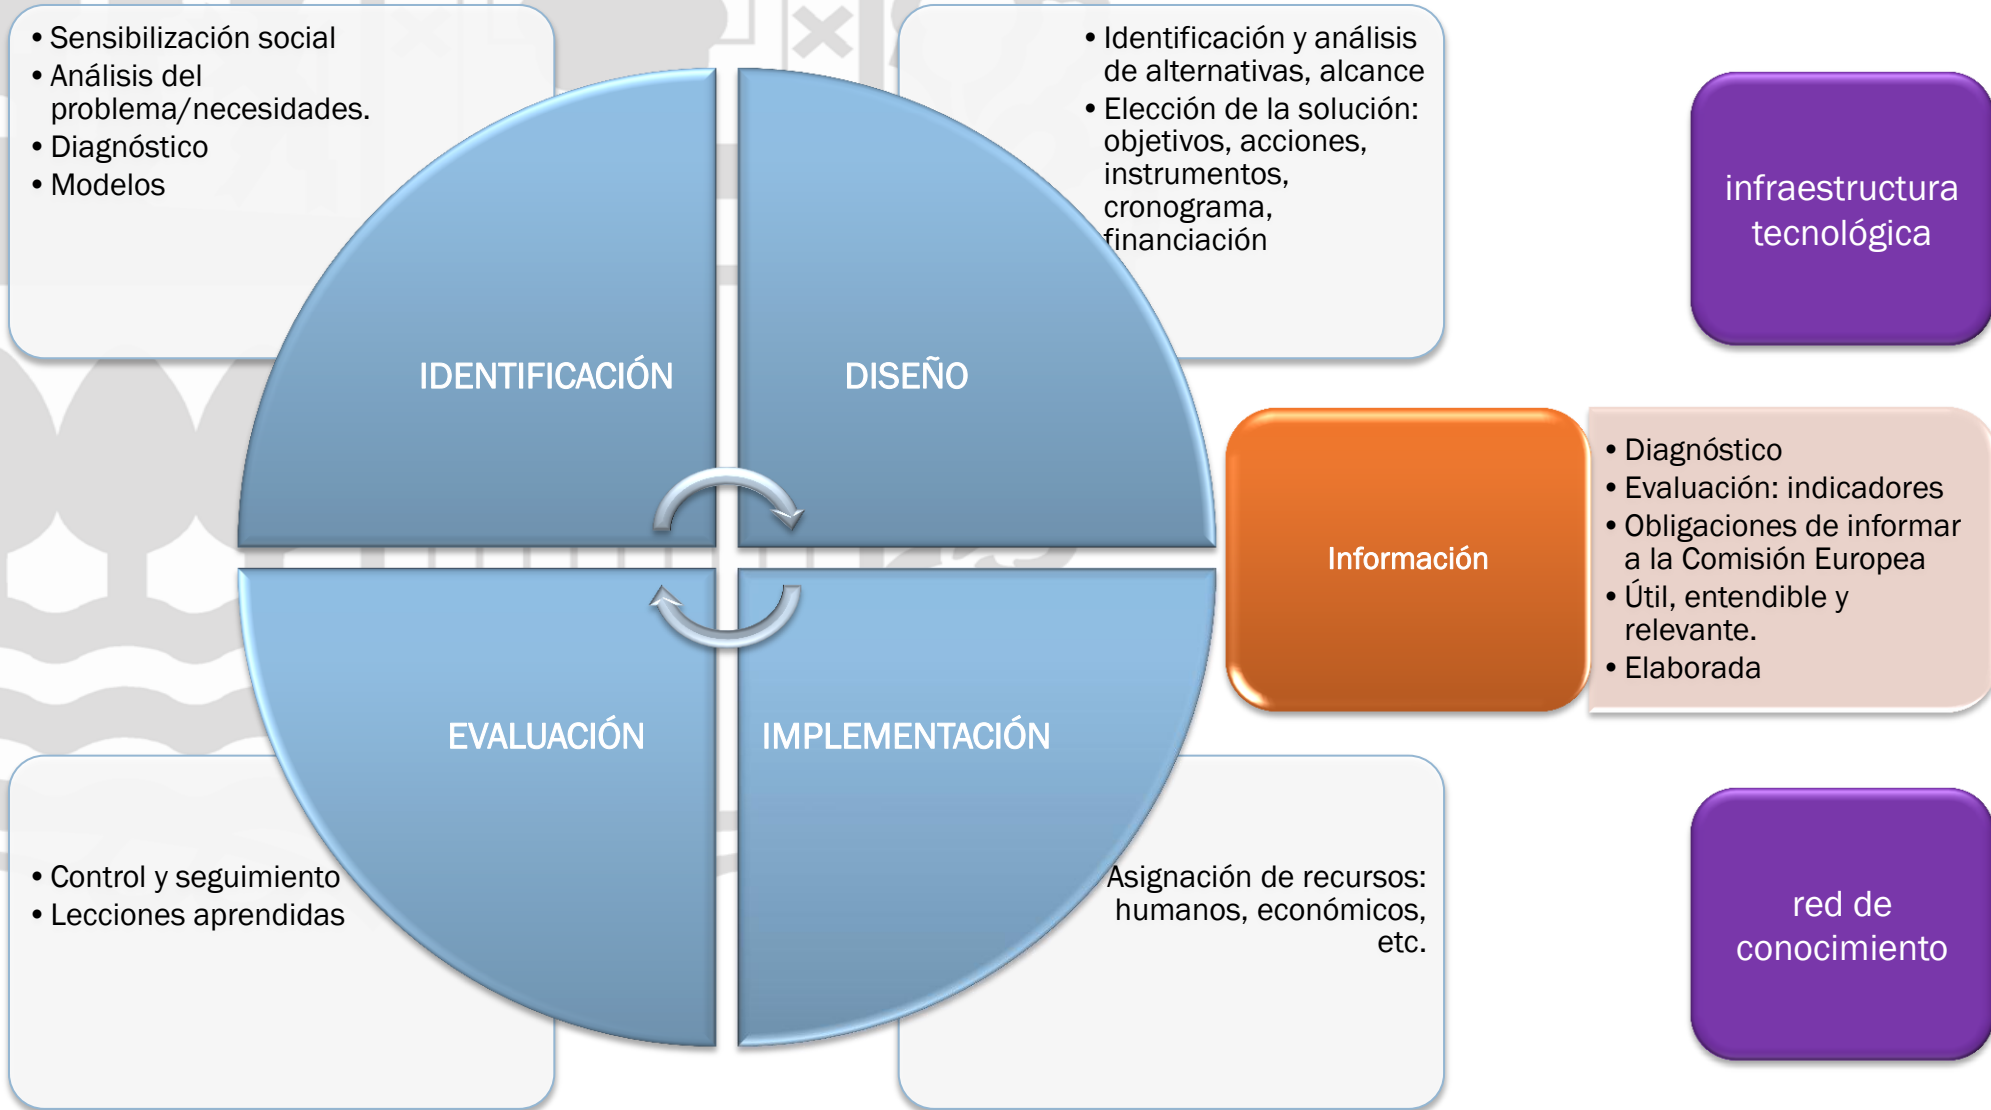 • Sensibilización social
• Análisis del
problema/necesidades.
• Diagnóstico
• Modelos
• Identificación y análisis
de alternativas, alcance
• Elección de la solución:
objetivos, acciones,
instrumentos,
cronograma,
financiación
infraestructura
tecnológica
IDENTIFICACIÓN
DISEÑO
Información
• Diagnóstico
• Evaluación: indicadores
• Obligaciones de informar
a la Comisión Europea
• Útil, entendible y
relevante.
• Elaborada
EVALUACIÓN
IMPLEMENTACIÓN
• Control y seguimiento
• Lecciones aprendidas
Asignación de recursos:
humanos, económicos,
etc.
red de
conocimiento